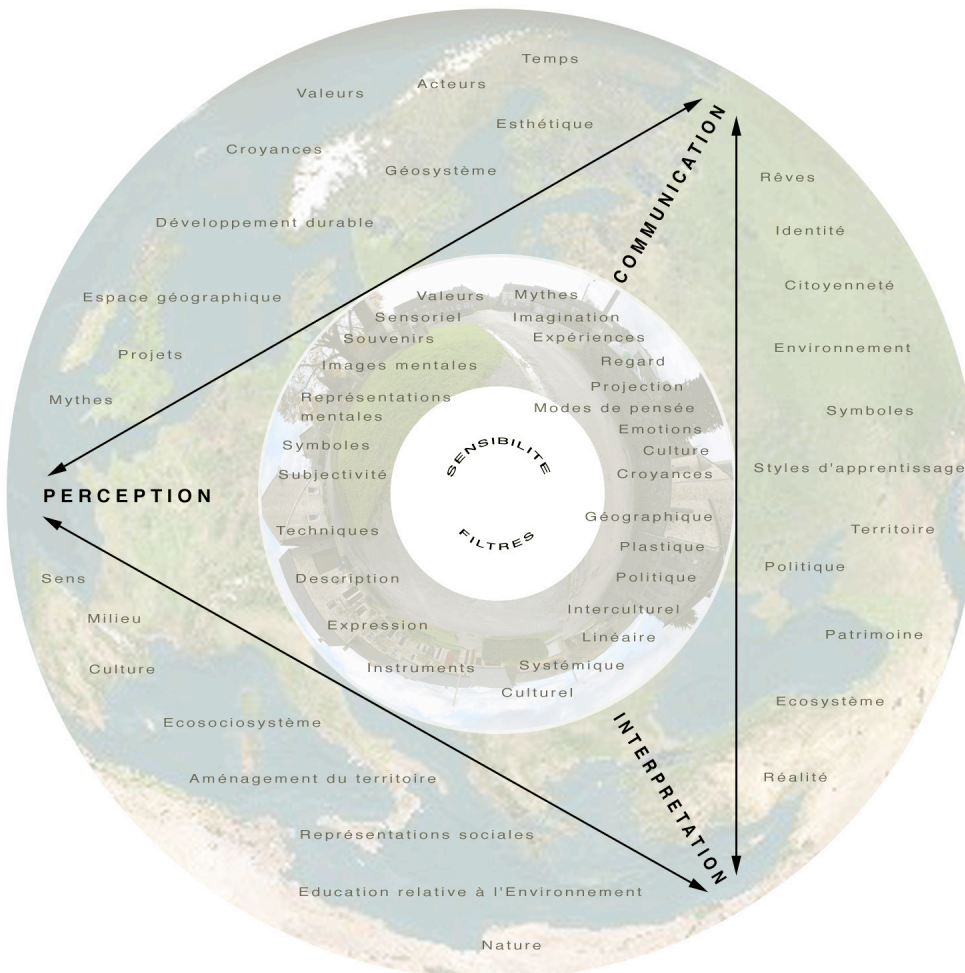 Temps
Acteurs
Valeurs
Esthétique
Croyances
Géosystème
Développement durable
Espace géographique
Projets
Mythes
PERCEPTION
Sens
Milieu
Culture
Ecosociosystème
Aménagement du territoire
Représentations sociales
Education relative à l'Environnement
Nature
COMMUNICATION
Rêves
Identité
Citoyenneté
Environnement
Symboles
Styles d'apprentissage
Territoire
Politique
Patrimoine
Ecosystème
Réalité
INTERPRETATION
Valeurs
Mythes
Sensoriel
Imagination
Souvenirs
Expériences
Images mentales
Regard
Projection
Représentations
mentales
Modes de pensée
Emotions
Symboles
Culture
Subjectivité
Croyances
Techniques
Géographique
Plastique
Description
Politique
Expression
Interculturel
Linéaire
Instruments
Systémique
Culturel
SENSIBILITE
FILTRES